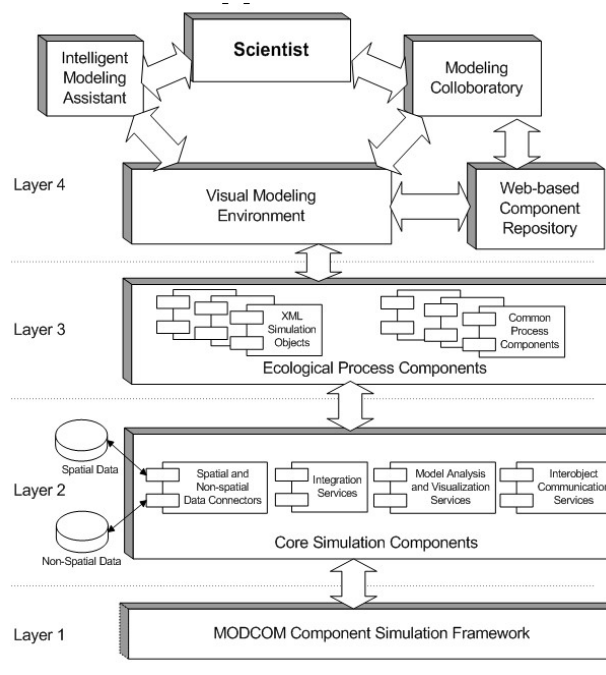 Scientist
Intelligent
Modeling
Assistant
Modeling
Colloboratory
Layer 4
Visual Modeling
Environment
Web-based
Component
Repository
Layer 3
XML
Simulation
Objects
Common
Process
Components
Ecological Process Components
Layer 2
Spatial Data
Non-Spatial Data
Spatial and
Non-spatial
Data Connectors
Integration
Services
Model Analysis
and Visualization
Services
Interobject
Communication
Services
Core Simulation Components
Layer 1
MODCOM Component Simulation Framework